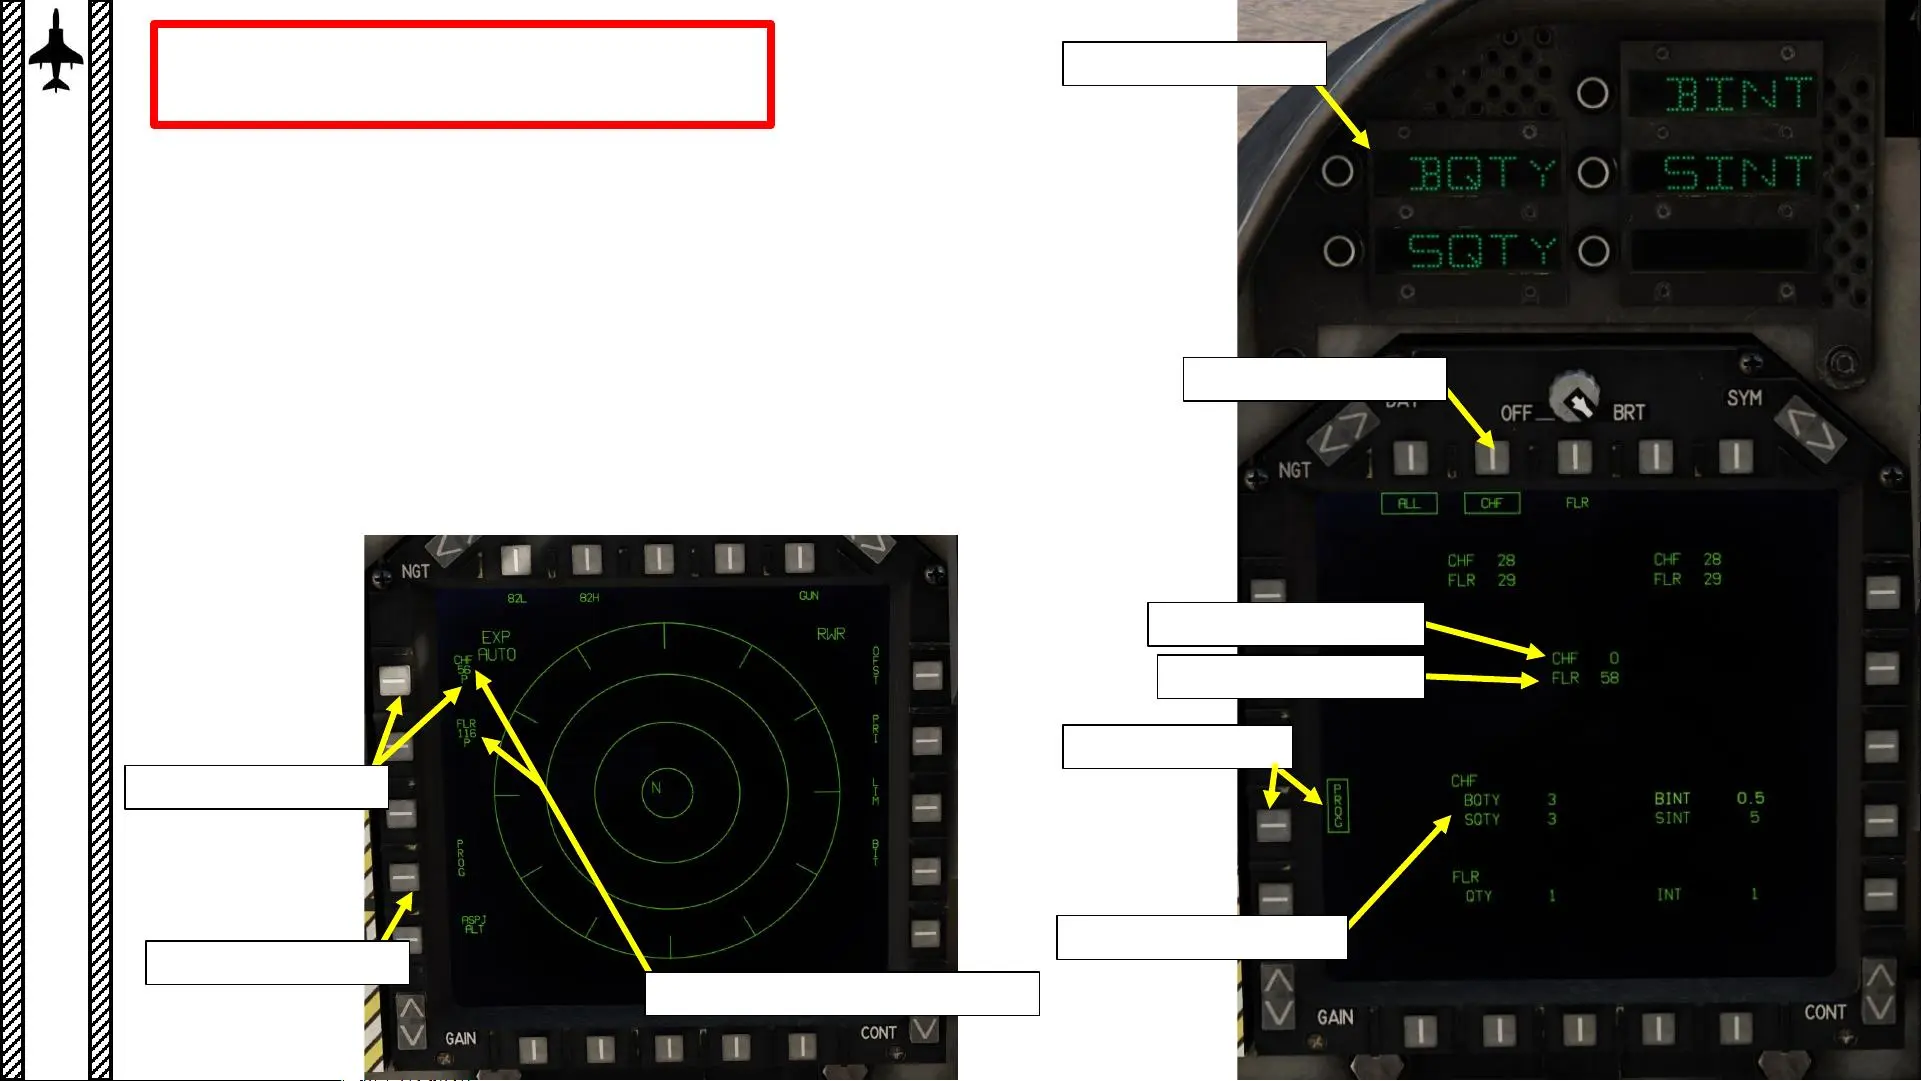 BINT
BQTY
SINT
SQTY
OFF
BRT
SYM
NGT
ALL
CHF
FLR
CHF 28
FLR 29
CHF 28
FLR 29
CHF 0
FLR 58
PROG
CHF
BQTY 3
BINT 0.5
SQTY 3
SINT 5
FLR
QTY 1
INT 1
GAIN
CONT
NGT
82L
82H
GUN
EXP
AUTO
RWR
CHF
56
P
FLR
116
P
OFST
PRI
LIM
BIT
N
PROG
ASPJ
ALT
GAIN
CONT